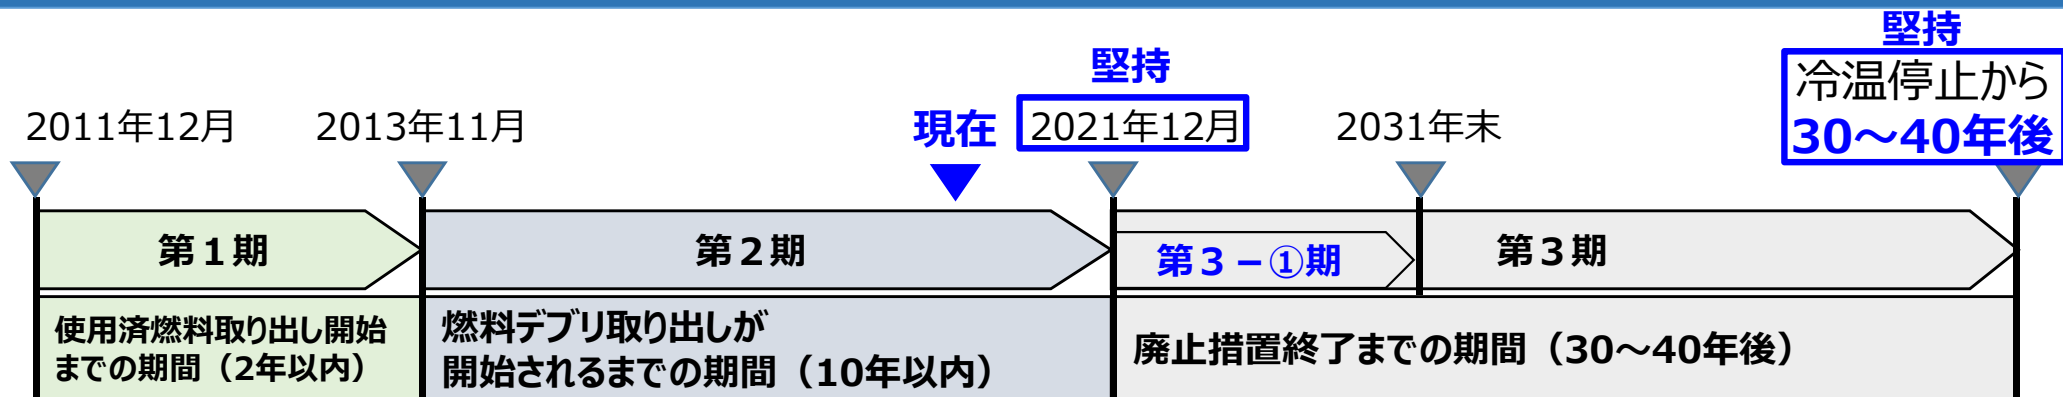 堅持
冷温停止から
30～40年後
堅持
2011年12月
2013年11月
現在
2021年12月
2031年末
第１期
第２期
第３－①期
第３期
使用済燃料取り出し開始
までの期間（2年以内）
燃料デブリ取り出しが
開始されるまでの期間（10年以内）
廃止措置終了までの期間（30～40年後）